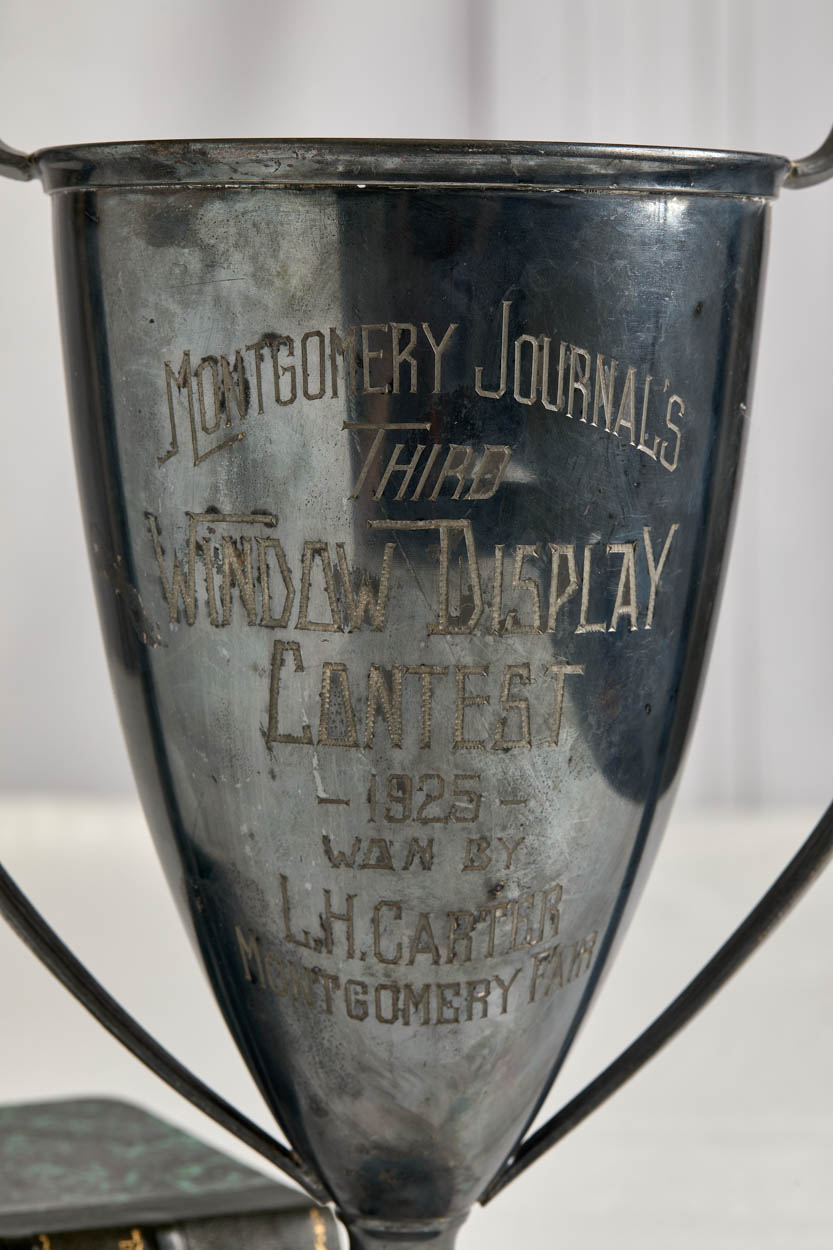 MONTGOMERY JOURNAL'S
THIRD
WINDOW DISPLAY
CONTEST
- 1925 -
WON BY
L.H. CARTER
MONTGOMERY FAIR